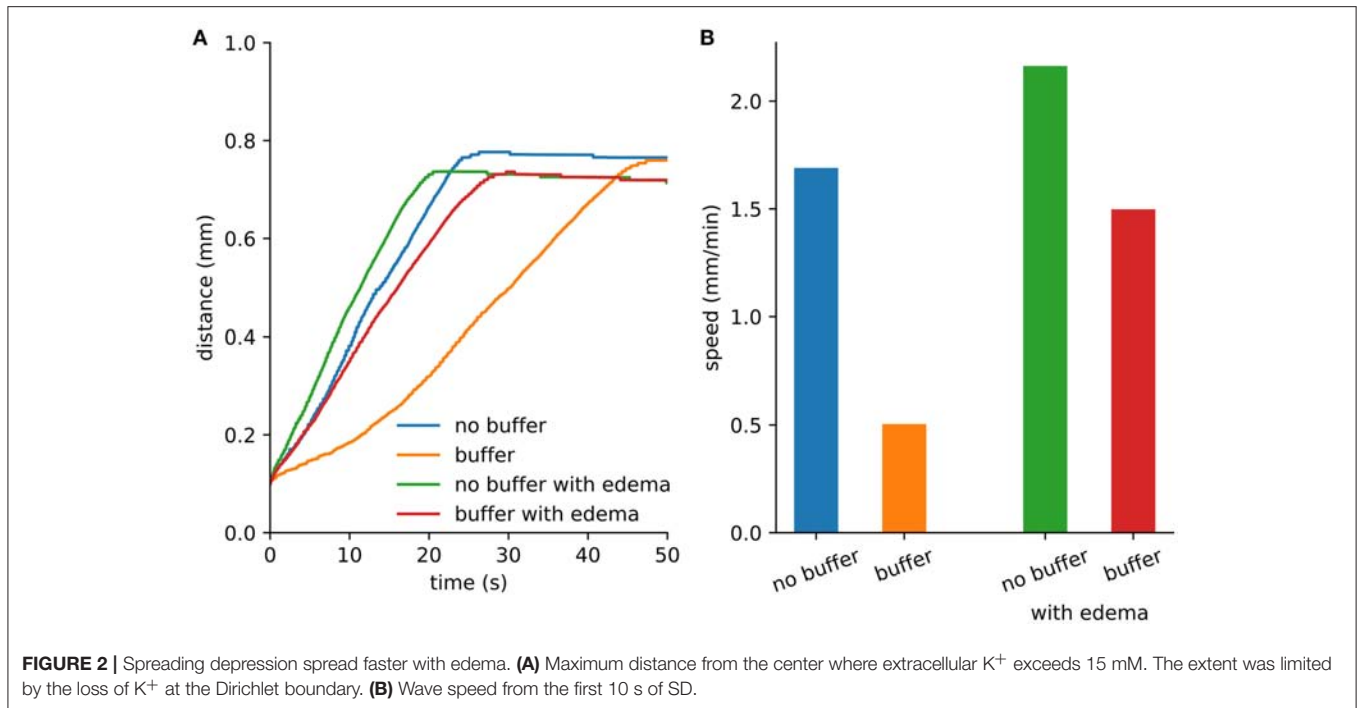 A
1.0
0.8
0.6
0.4
0.2
0.0
distance (mm)
0 10 20 30 40 50
time (s)
no buffer
buffer
no buffer with edema
buffer with edema
B
2.0
1.5
1.0
0.5
0.0
speed (mm/min)
no buffer buffer no buffer buffer
with edema
FIGURE 2 | Spreading depression spread faster with edema. (A) Maximum distance from the center where extracellular K⁺ exceeds 15 mM. The extent was limited
by the loss of K⁺ at the Dirichlet boundary. (B) Wave speed from the first 10 s of SD.